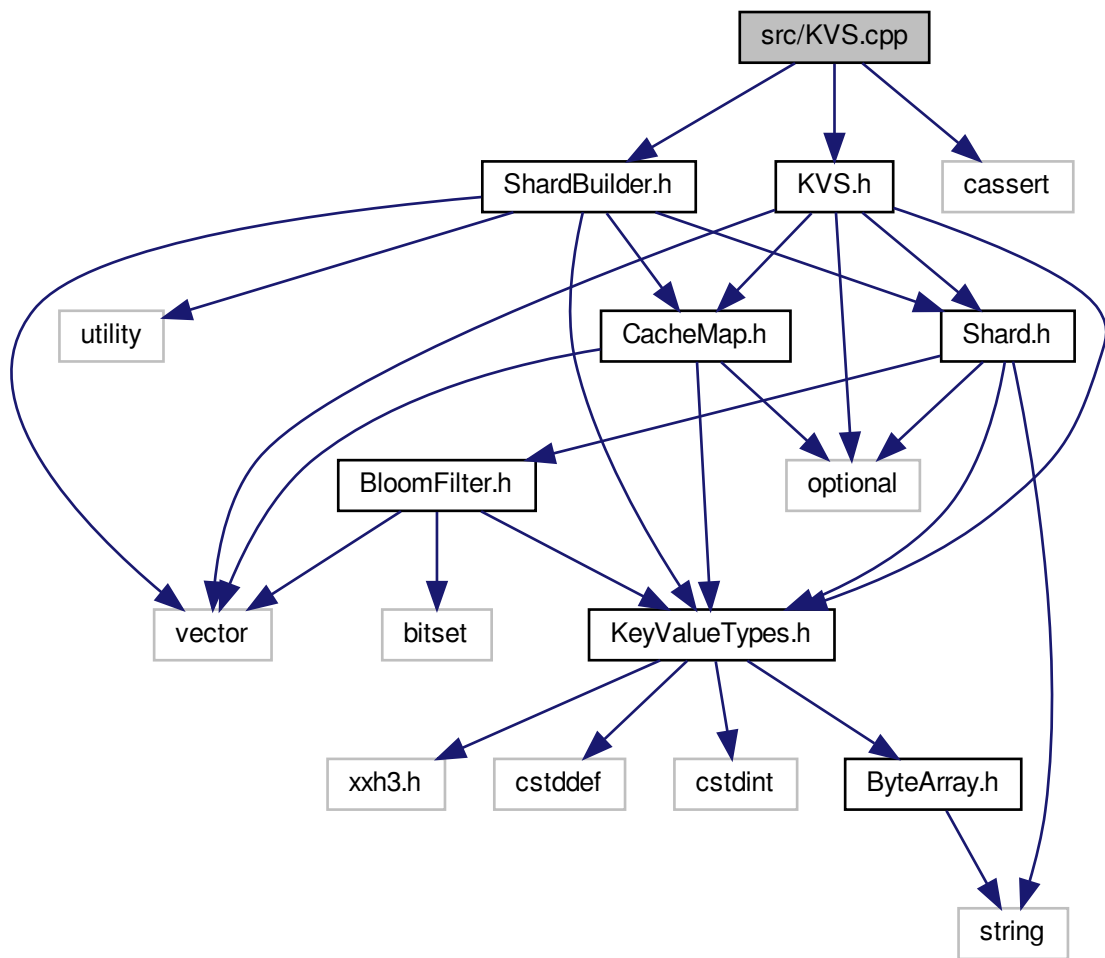 src/KVS.cpp
ShardBuilder.h
KVS.h
cassert
utility
CacheMap.h
Shard.h
BloomFilter.h
optional
vector
bitset
KeyValueTypes.h
xxh3.h
cstddef
cstdint
ByteArray.h
string